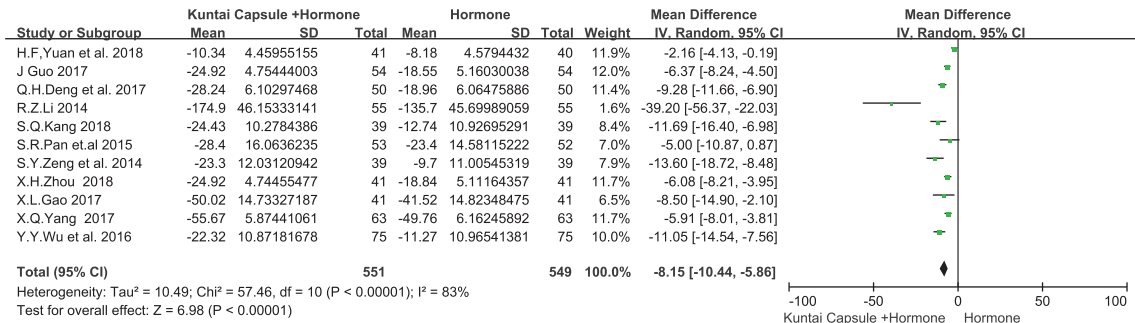 Kuntai Capsule +Hormone Hormone Mean Difference Mean Difference
Study or Subgroup Mean SD Total Mean SD Total Weight IV. Random, 95% CI IV. Random, 95% CI
H.F,Yuan et al. 2018 -10.34 4.45955155 41 -8.18 4.5794432 40 11.9% -2.16 [-4.13, -0.19]
J Guo 2017 -24.92 4.75444003 54 -18.55 5.16030038 54 12.0% -6.37 [-8.24, -4.50]
Q.H.Deng et al. 2017 -28.24 6.10297468 50 -18.96 6.06475886 50 11.4% -9.28 [-11.66, -6.90]
R.Z.Li 2014 -174.9 46.15333141 55 -135.7 45.69989059 55 1.6% -39.20 [-56.37, -22.03]
S.Q.Kang 2018 -24.43 10.2784386 39 -12.74 10.92695291 39 8.4% -11.69 [-16.40, -6.98]
S.R.Pan et.al 2015 -28.4 16.0636235 53 -23.4 14.58115222 52 7.0% -5.00 [-10.87, 0.87]
S.Y.Zeng et al. 2014 -23.3 12.03120942 39 -9.7 11.00545319 39 7.9% -13.60 [-18.72, -8.48]
X.H.Zhou 2018 -24.92 4.74455477 41 -18.84 5.11164357 41 11.7% -6.08 [-8.21, -3.95]
X.L.Gao 2017 -50.02 14.73327187 41 -41.52 14.82348475 41 6.5% -8.50 [-14.90, -2.10]
X.Q.Yang 2017 -55.67 5.87441061 63 -49.76 6.16245892 63 11.7% -5.91 [-8.01, -3.81]
Y.Y.Wu et al. 2016 -22.32 10.87181678 75 -11.27 10.96541381 75 10.0% -11.05 [-14.54, -7.56]
Total (95% CI) 551 549 100.0% -8.15 [-10.44, -5.86]
Heterogeneity: Tau² = 10.49; Chi² = 57.46, df = 10 (P < 0.00001); I² = 83%
Test for overall effect: Z = 6.98 (P < 0.00001)
-100 -50 0 50 100
Kuntai Capsule +Hormone Hormone